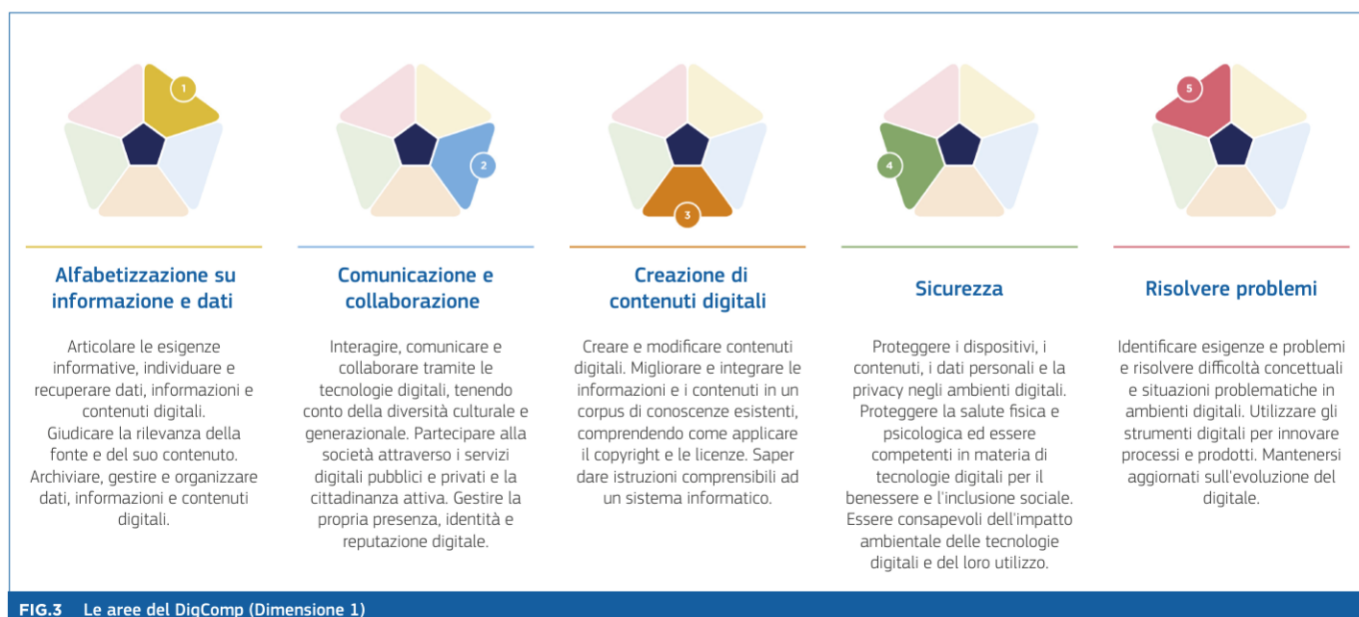 1
Alfabetizzazione su
informazione e dati
Articolare le esigenze
informative, individuare e
recuperare dati, informazioni e
contenuti digitali.
Giudicare la rilevanza della
fonte e del suo contenuto.
Archiviare, gestire e organizzare
dati, informazioni e contenuti
digitali.
2
Comunicazione e
collaborazione
Interagire, comunicare e
collaborare tramite le
tecnologie digitali, tenendo
conto della diversità culturale e
generazionale. Partecipare alla
società attraverso i servizi
digitali pubblici e privati e la
cittadinanza attiva. Gestire la
propria presenza, identità e
reputazione digitale.
3
Creazione di
contenuti digitali
Creare e modificare contenuti
digitali. Migliorare e integrare le
informazioni e i contenuti in un
corpus di conoscenze esistenti,
comprendendo come applicare
il copyright e le licenze. Saper
dare istruzioni comprensibili ad
un sistema informatico.
4
Sicurezza
Proteggere i dispositivi, i
contenuti, i dati personali e la
privacy negli ambienti digitali.
Proteggere la salute fisica e
psicologica ed essere
competenti in materia di
tecnologie digitali per il
benessere e l'inclusione sociale.
Essere consapevoli dell'impatto
ambientale delle tecnologie
digitali e del loro utilizzo.
5
Risolvere problemi
Identificare esigenze e problemi
e risolvere difficoltà concettuali
e situazioni problematiche in
ambienti digitali. Utilizzare gli
strumenti digitali per innovare
processi e prodotti. Mantenersi
aggiornati sull'evoluzione del
digitale.
FIG.3 Le aree del DigComp (Dimensione 1)